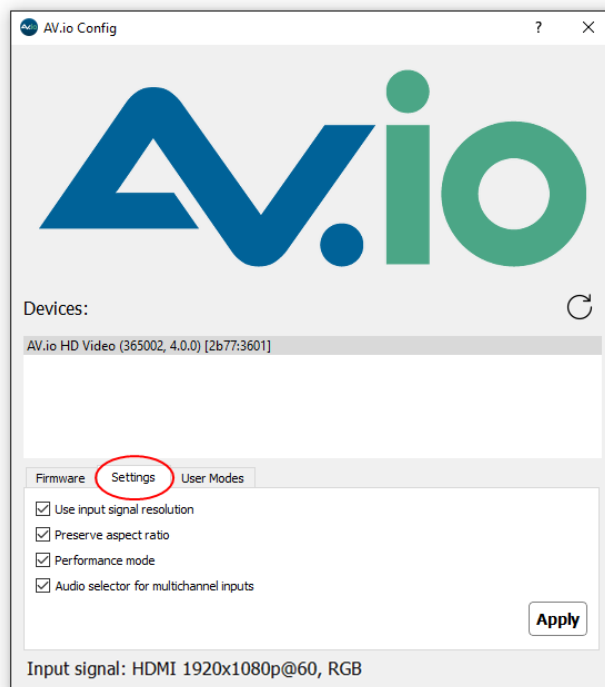 AV.io Config
?
AV.io
Devices:
AV.io HD Video (365002, 4.0.0) [2b77:3601]
Firmware Settings User Modes
Use input signal resolution
Preserve aspect ratio
Performance mode
Audio selector for multichannel inputs
Apply
Input signal: HDMI 1920x1080p@60, RGB